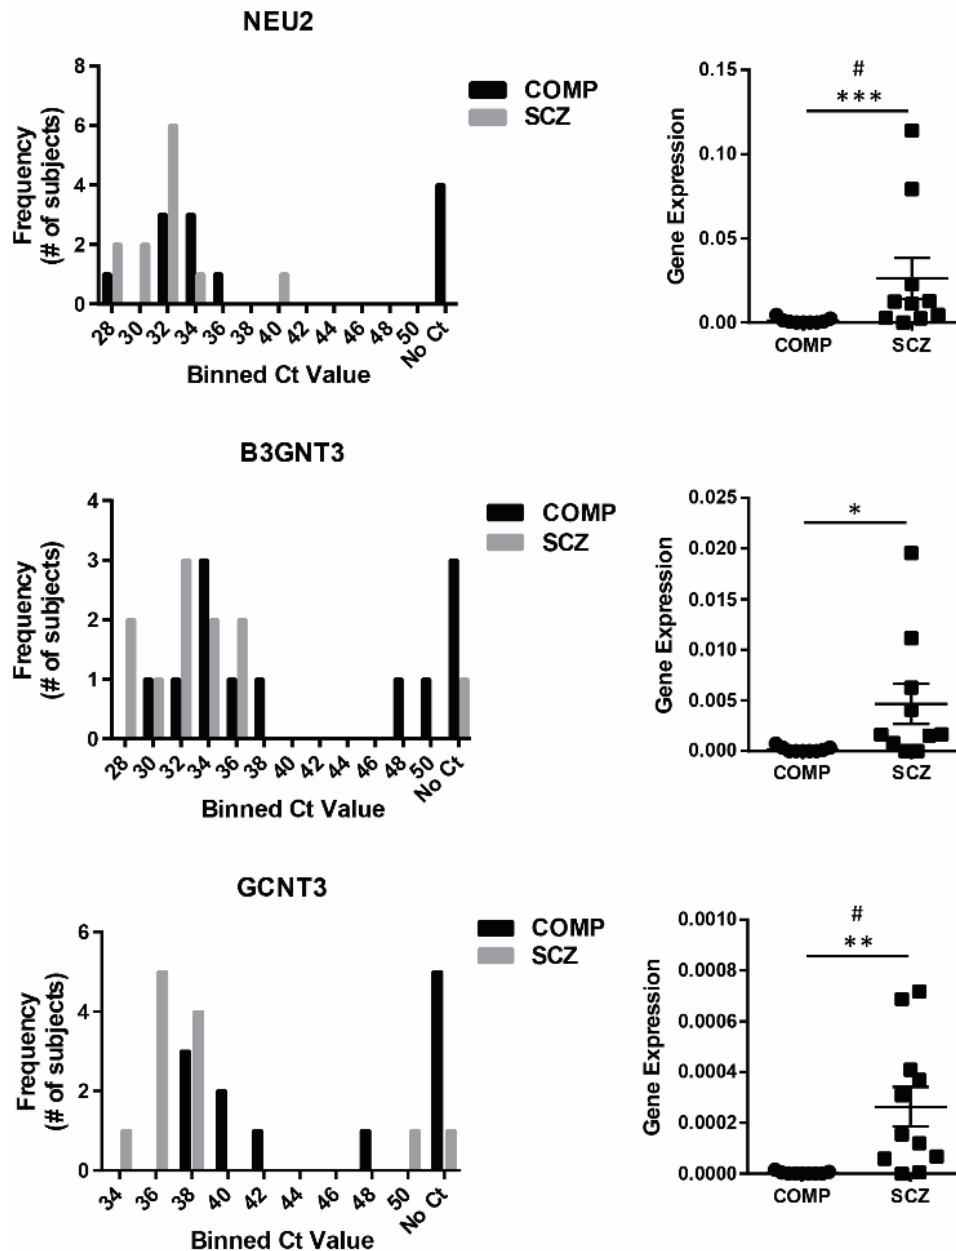 NEU2
Frequency
(# of subjects)
8
6
4
2
0
28 30 32 34 36 38 40 42 44 46 48 50 No Ct
Binned Ct Value
COMP
SCZ
Gene Expression
0.15
0.10
0.05
0.00
#
***
COMP SCZ
B3GNT3
Frequency
(# of subjects)
4
3
2
1
0
28 30 32 34 36 38 40 42 44 46 48 50 No Ct
Binned Ct Value
COMP
SCZ
Gene Expression
0.025
0.020
0.015
0.010
0.005
0.000
*
COMP SCZ
GCNT3
Frequency
(# of subjects)
6
4
2
0
34 36 38 40 42 44 46 48 50 No Ct
Binned Ct Value
COMP
SCZ
Gene Expression
0.0010
0.0008
0.0006
0.0004
0.0002
0.0000
#
**
COMP SCZ